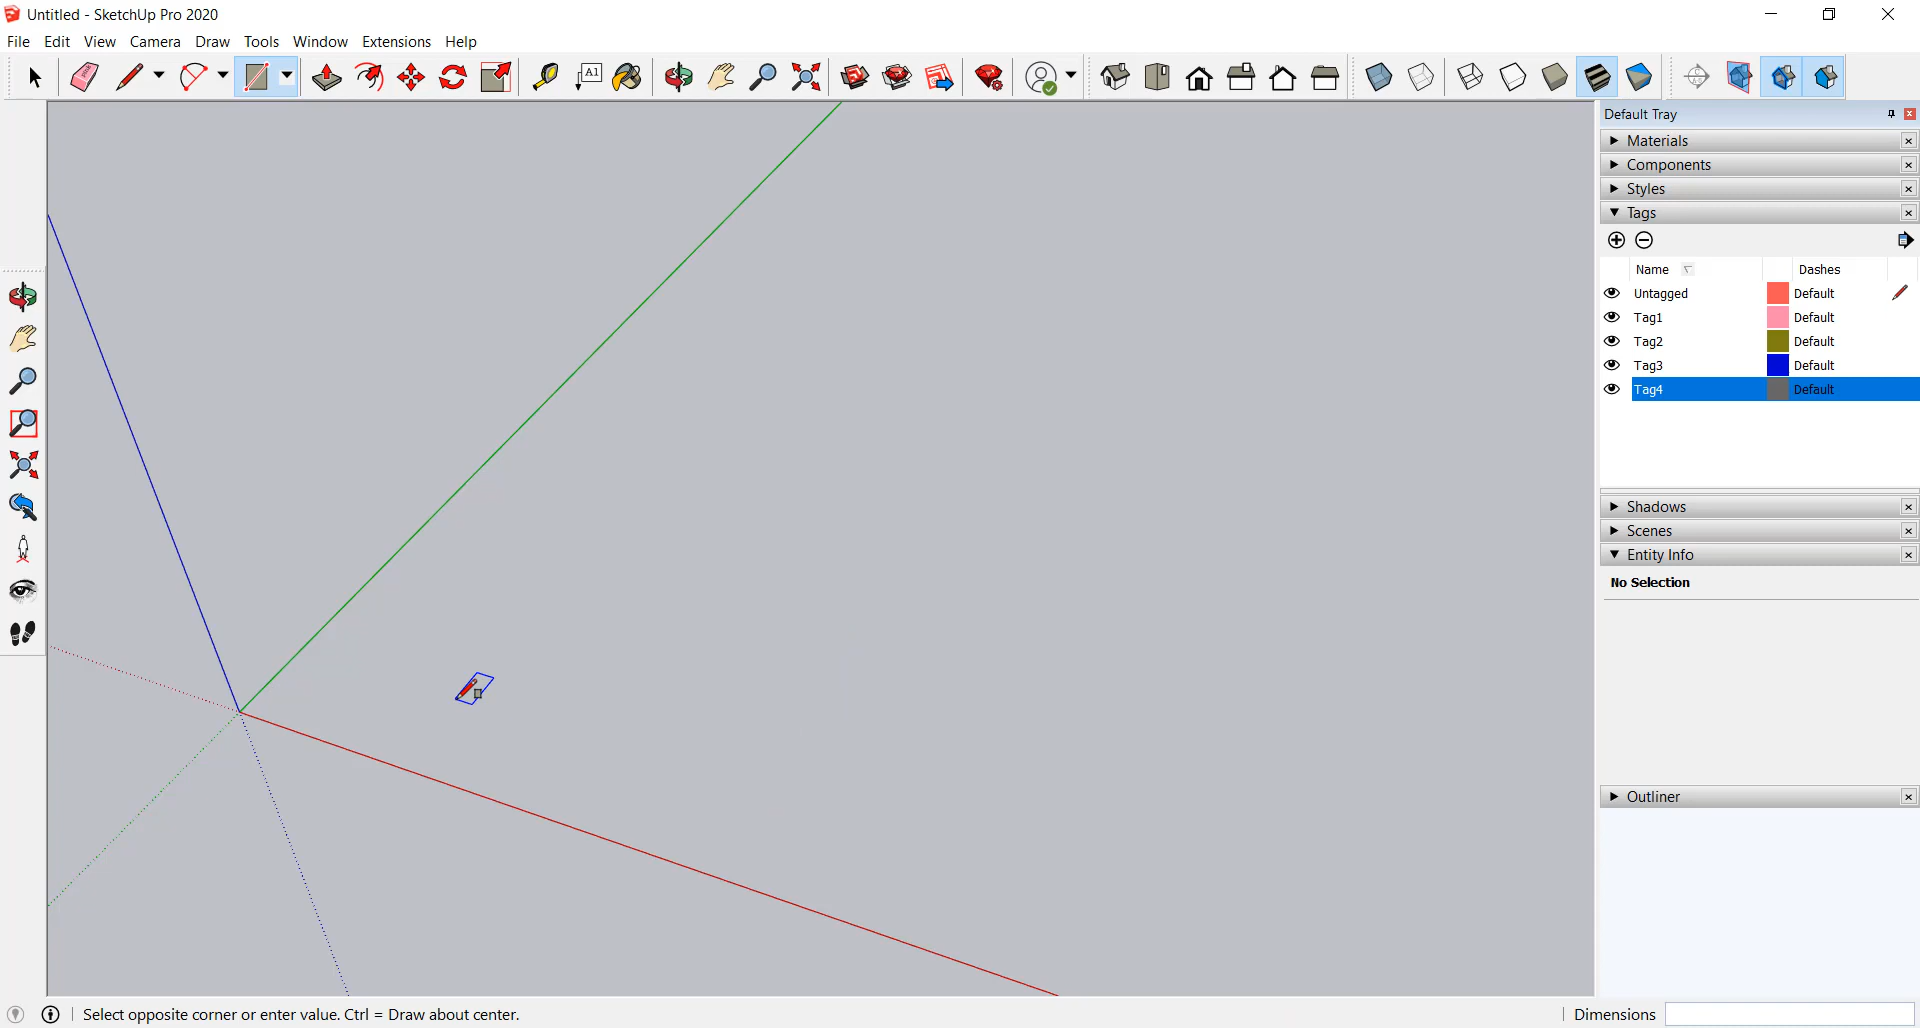 Untitled - SketchUp Pro 2020
File Edit View Camera Draw Tools Window Extensions Help
A1
Default Tray
Materials
Components
Styles
Tags
Name Dashes
Untagged Default
Tag1 Default
Tag2 Default
Tag3 Default
Tag4 Default
Shadows
Scenes
Entity Info
No Selection
Outliner
Select opposite corner or enter value. Ctrl = Draw about center.
Dimensions